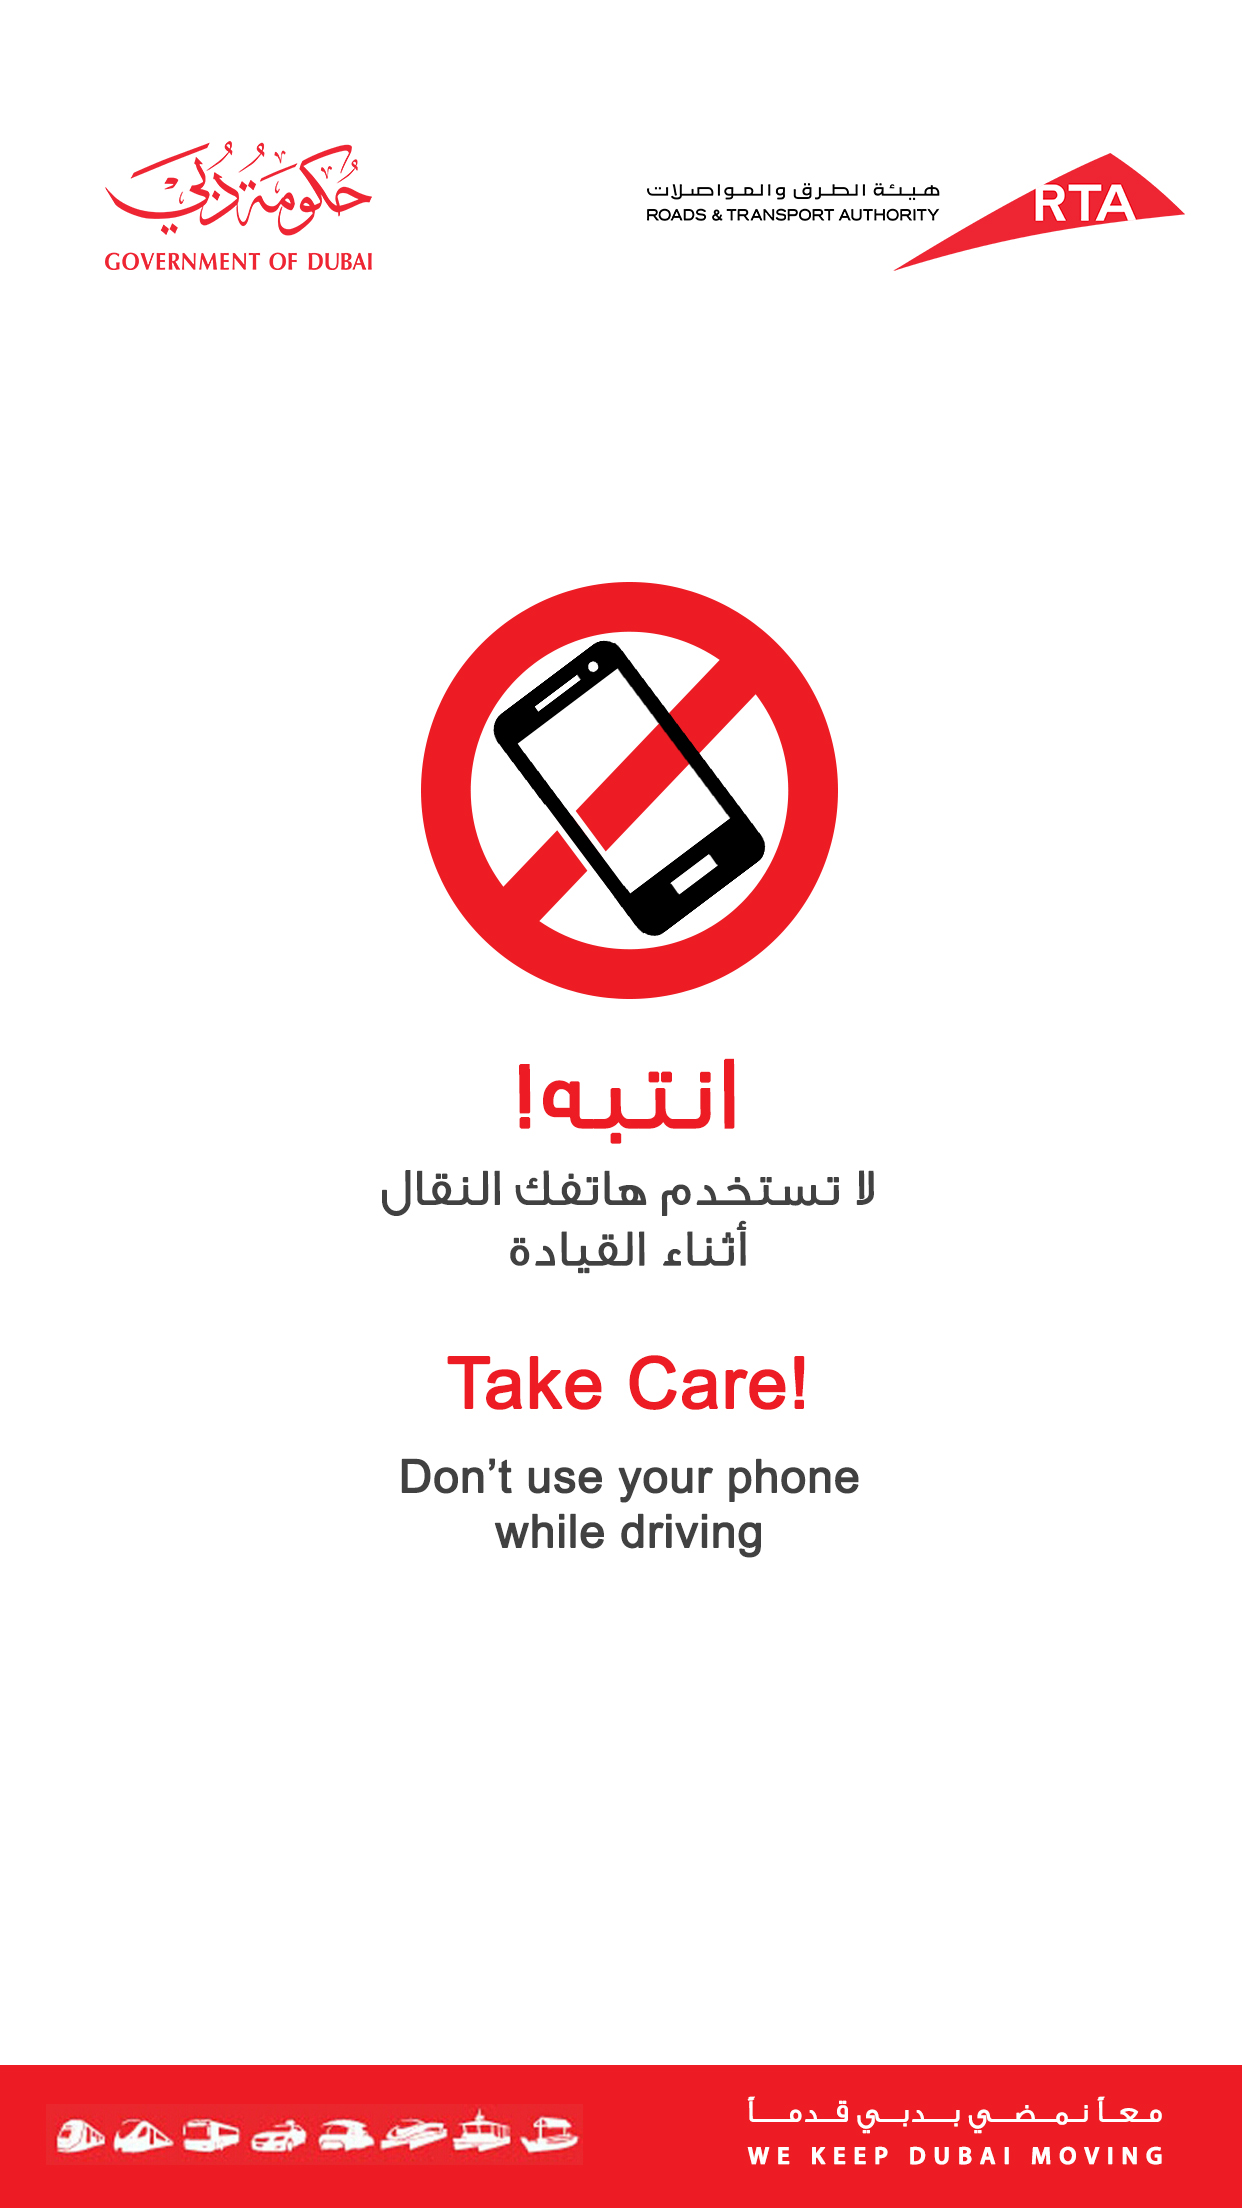 حكومة دبي
GOVERNMENT OF DUBAI
هيئة الطرق والمواصلات
ROADS & TRANSPORT AUTHORITY
RTA
انتبه!
لا تستخدم هاتفك النقال
أثناء القيادة
Take Care!
Don’t use your phone
while driving
معاً نمضي بدبي قدماً
WE KEEP DUBAI MOVING